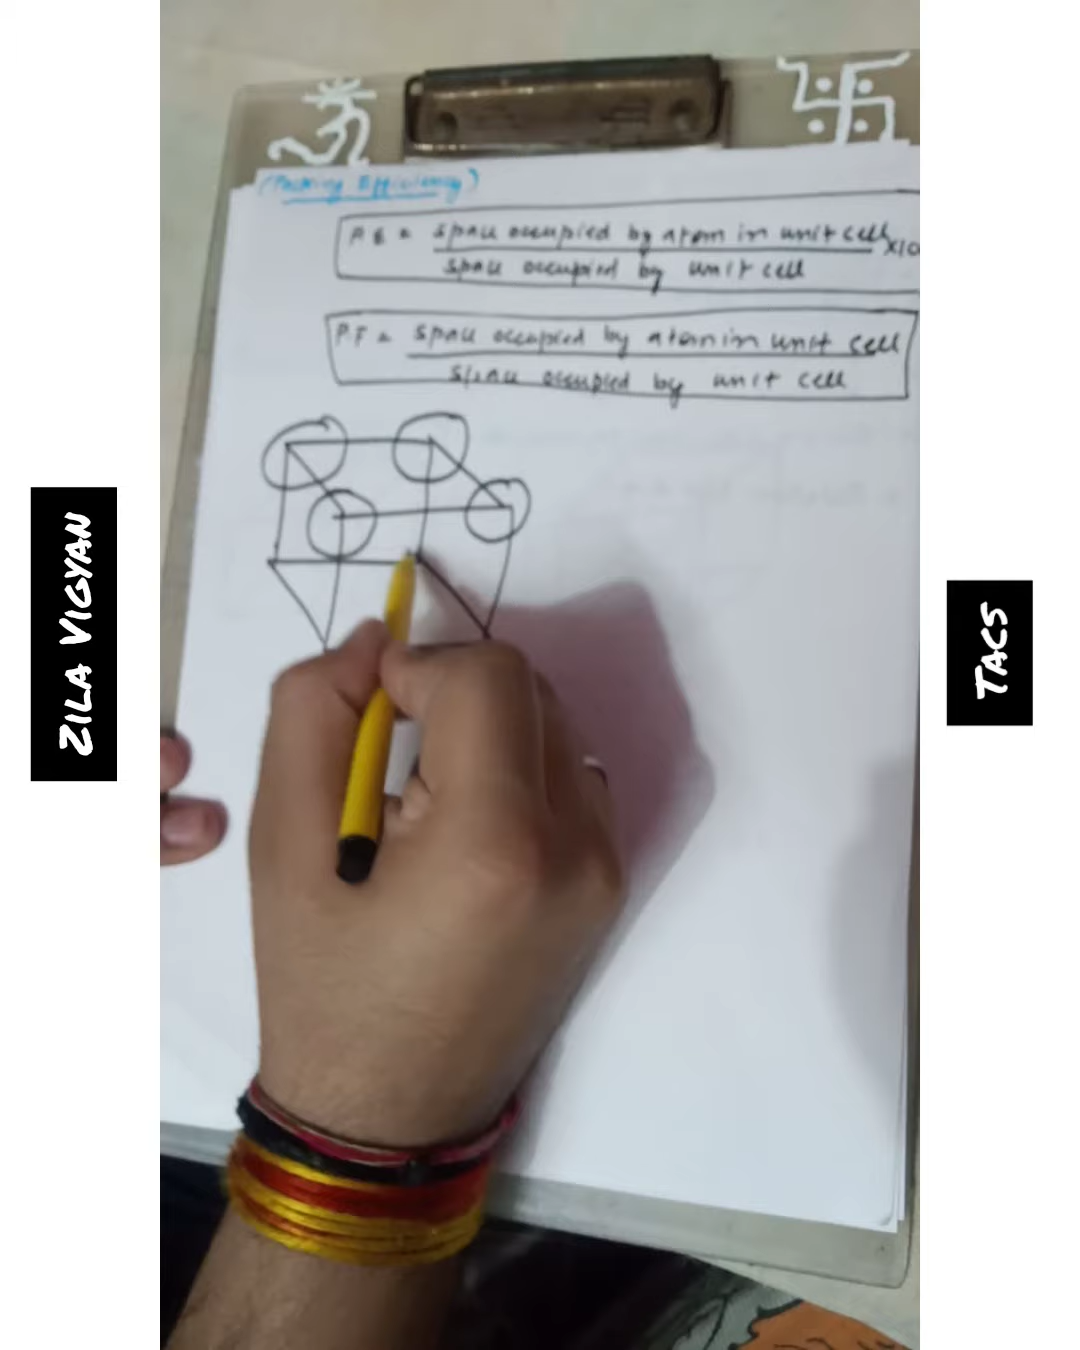 (Packing Efficiency)
P.E = space occupied by atom in unit cell ×10
space occupied by unit cell
P.F = space occupied by atom in unit cell
space occupied by unit cell
ZILA VIGYAN
TACS